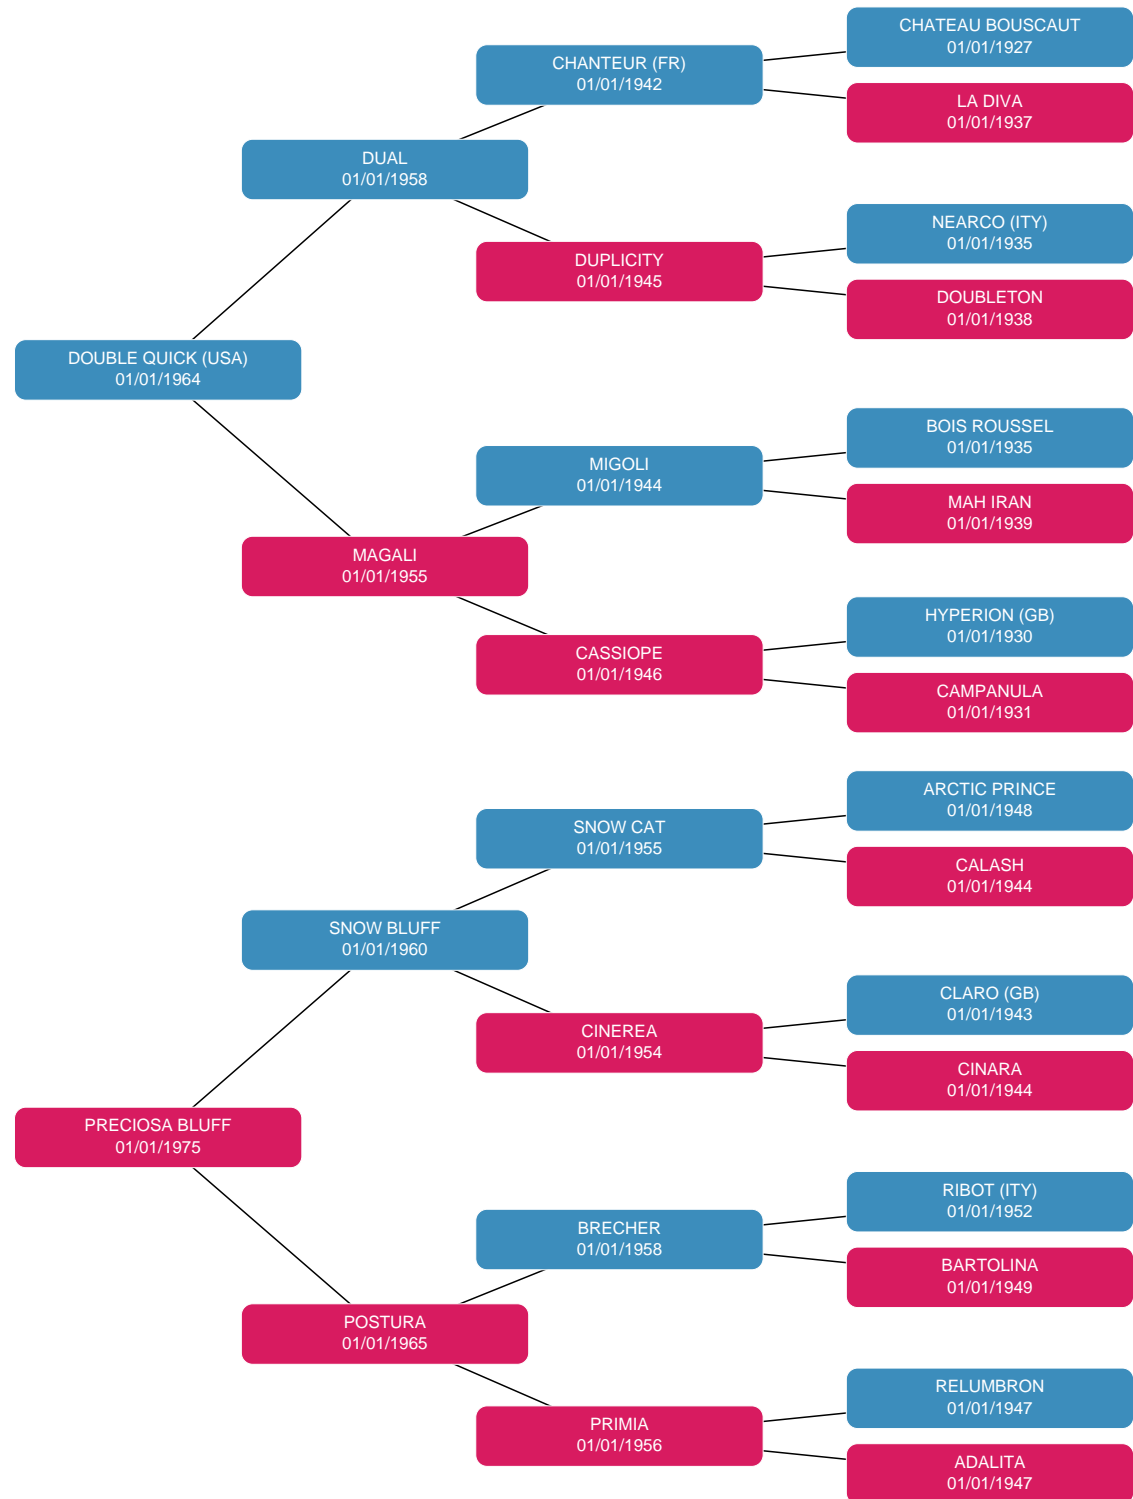 CHATEAU BOUSCAUT
01/01/1927
CHANTEUR (FR)
01/01/1942
LA DIVA
01/01/1937
DUAL
01/01/1958
NEARCO (ITY)
01/01/1935
DUPLICITY
01/01/1945
DOUBLETON
01/01/1938
DOUBLE QUICK (USA)
01/01/1964
BOIS ROUSSEL
01/01/1935
MIGOLI
01/01/1944
MAH IRAN
01/01/1939
MAGALI
01/01/1955
HYPERION (GB)
01/01/1930
CASSIOPE
01/01/1946
CAMPANULA
01/01/1931
ARCTIC PRINCE
01/01/1948
SNOW CAT
01/01/1955
CALASH
01/01/1944
SNOW BLUFF
01/01/1960
CLARO (GB)
01/01/1943
CINEREA
01/01/1954
CINARA
01/01/1944
PRECIOSA BLUFF
01/01/1975
RIBOT (ITY)
01/01/1952
BRECHER
01/01/1958
BARTOLINA
01/01/1949
POSTURA
01/01/1965
RELUMBRON
01/01/1947
PRIMIA
01/01/1956
ADALITA
01/01/1947